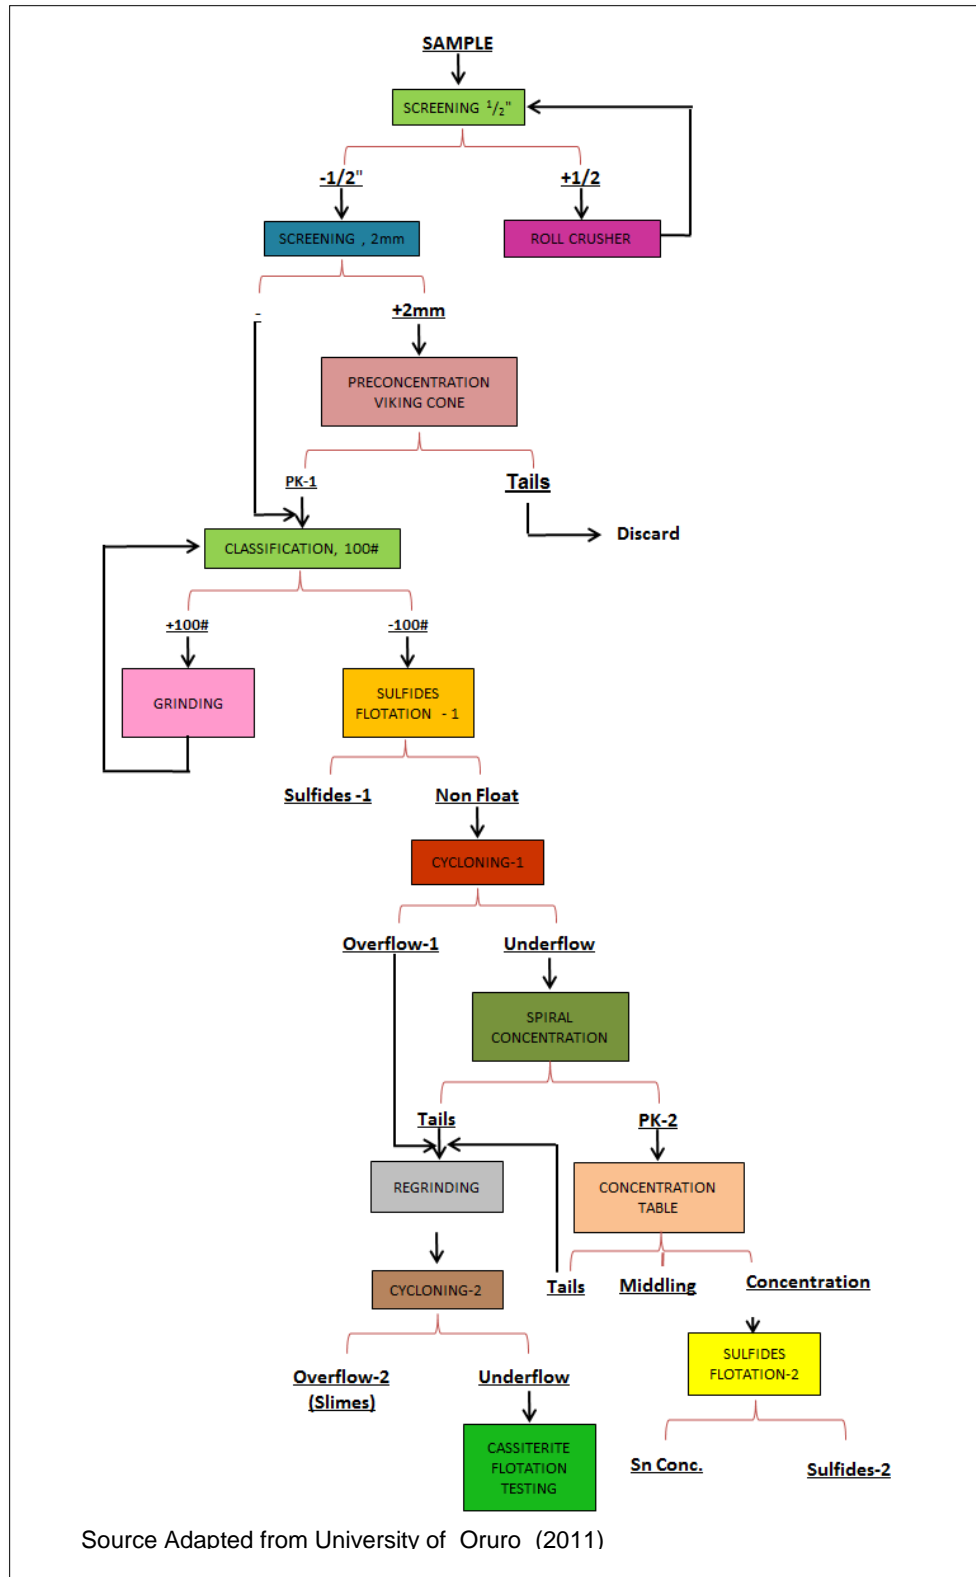 SAMPLE
SCREENING 1/2"
-1/2" +1/2
SCREENING , 2mm ROLL CRUSHER
- +2mm
PRECONCENTRATION
VIKING CONE
PK-1 Tails
Discard
CLASSIFICATION, 100#
+100# -100#
GRINDING
SULFIDES
FLOTATION - 1
Sulfides -1 Non Float
CYCLONING-1
Overflow-1 Underflow
SPIRAL
CONCENTRATION
Tails PK-2
REGRINDING
CONCENTRATION
TABLE
Tails Middling Concentration
CYCLONING-2
SULFIDES
FLOTATION-2
Overflow-2
(Slimes)
Underflow
CASSITERITE
FLOTATION
TESTING
Sn Conc. Sulfides-2
Source Adapted from University of Oruro (2011)